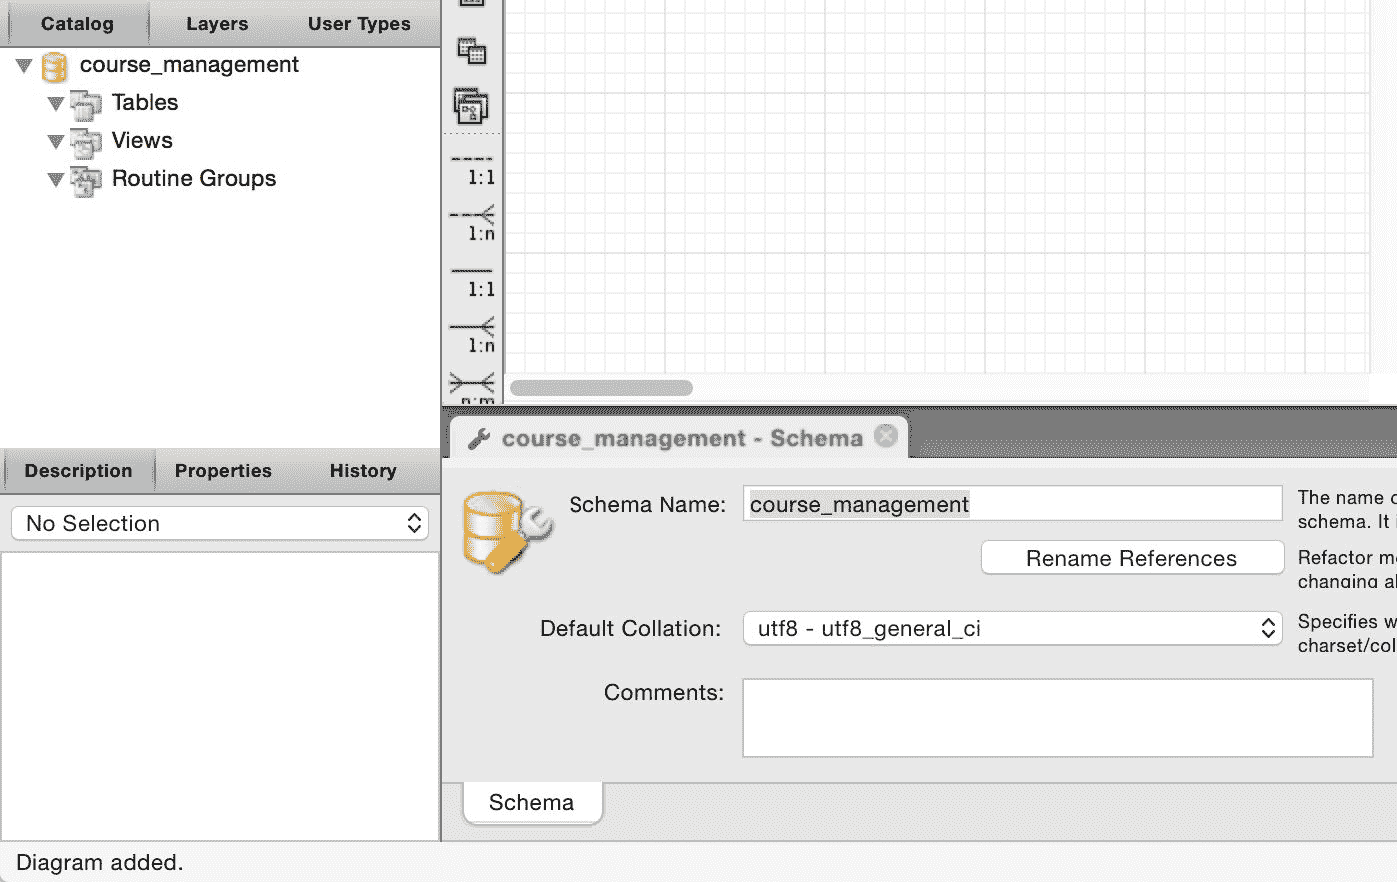 Catalog Layers User Types
course_management
Tables
Views
Routine Groups
1:1
1:n
1:1
1:n
n:m
Description Properties History
No Selection
course_management - Schema
Schema Name: course_management
The name
schema. It
Rename References
Refactor
changing
Default Collation: utf8 - utf8_general_ci
Specifies
charset/col
Comments:
Schema
Diagram added.